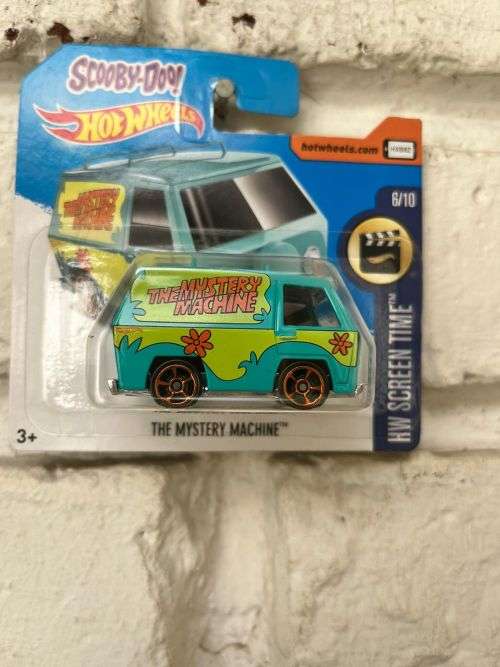 SCOOBY-DOO!
HOT WHEELS
hotwheels.com
6/10
THE MYSTERY MACHINE
THE MYSTERY
MACHINE
HW SCREEN TIME™
3+
THE MYSTERY MACHINE™